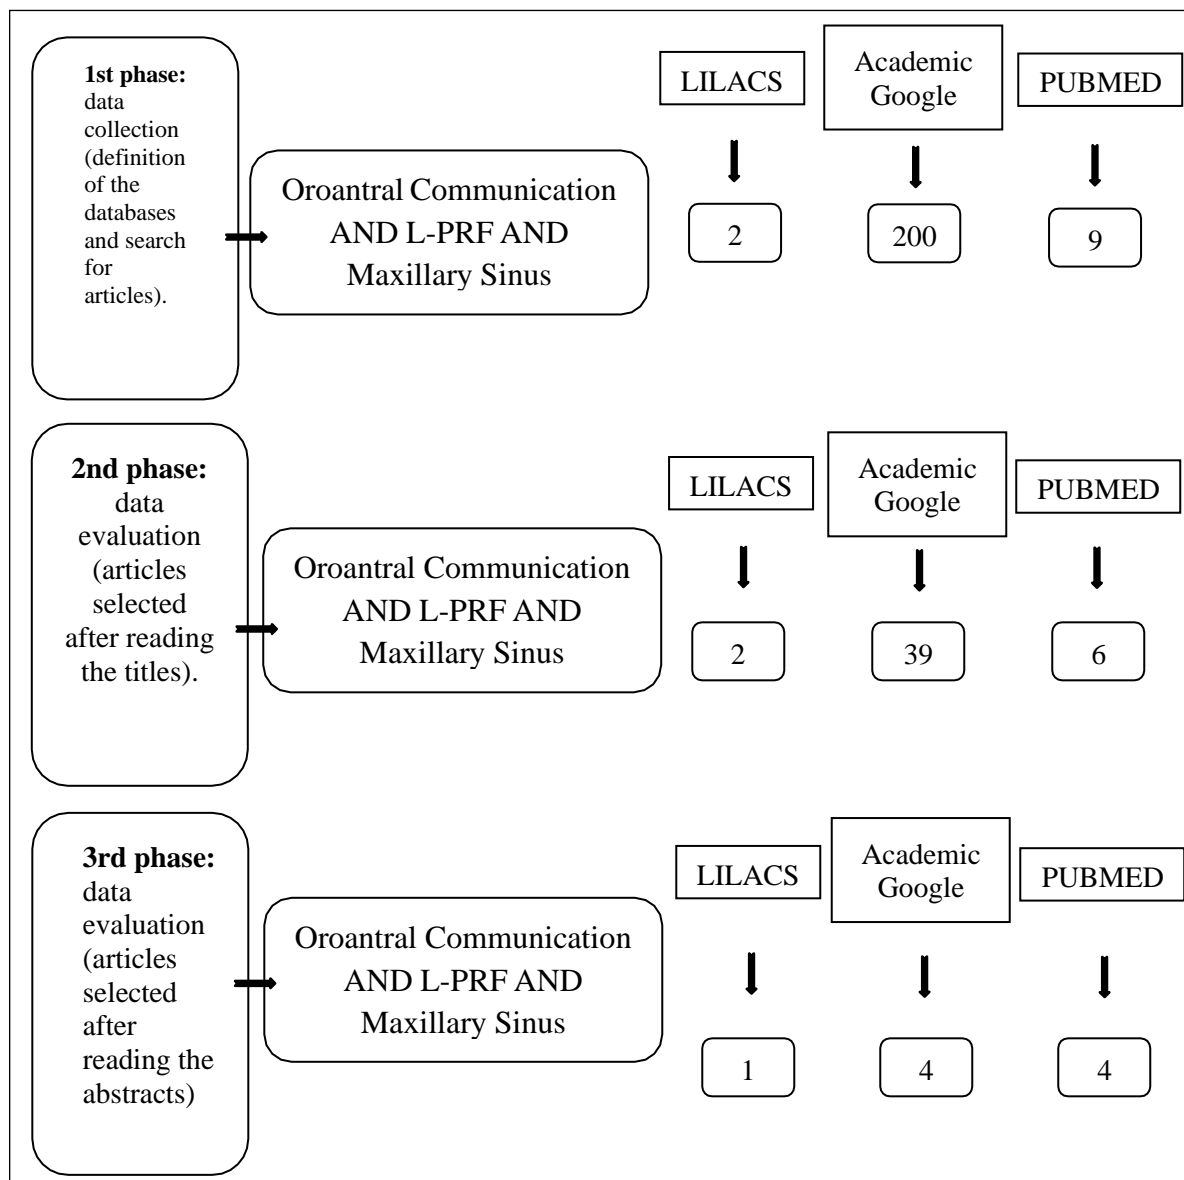 1st phase:
data
collection
(definition
of the
databases
and search
for
articles).
Oroantral Communication
AND L-PRF AND
Maxillary Sinus
LILACS
Academic
Google
PUBMED
2
200
9
2nd phase:
data
evaluation
(articles
selected
after reading
the titles).
Oroantral Communication
AND L-PRF AND
Maxillary Sinus
LILACS
Academic
Google
PUBMED
2
39
6
3rd phase:
data
evaluation
(articles
selected
after
reading the
abstracts)
Oroantral Communication
AND L-PRF AND
Maxillary Sinus
LILACS
Academic
Google
PUBMED
1
4
4